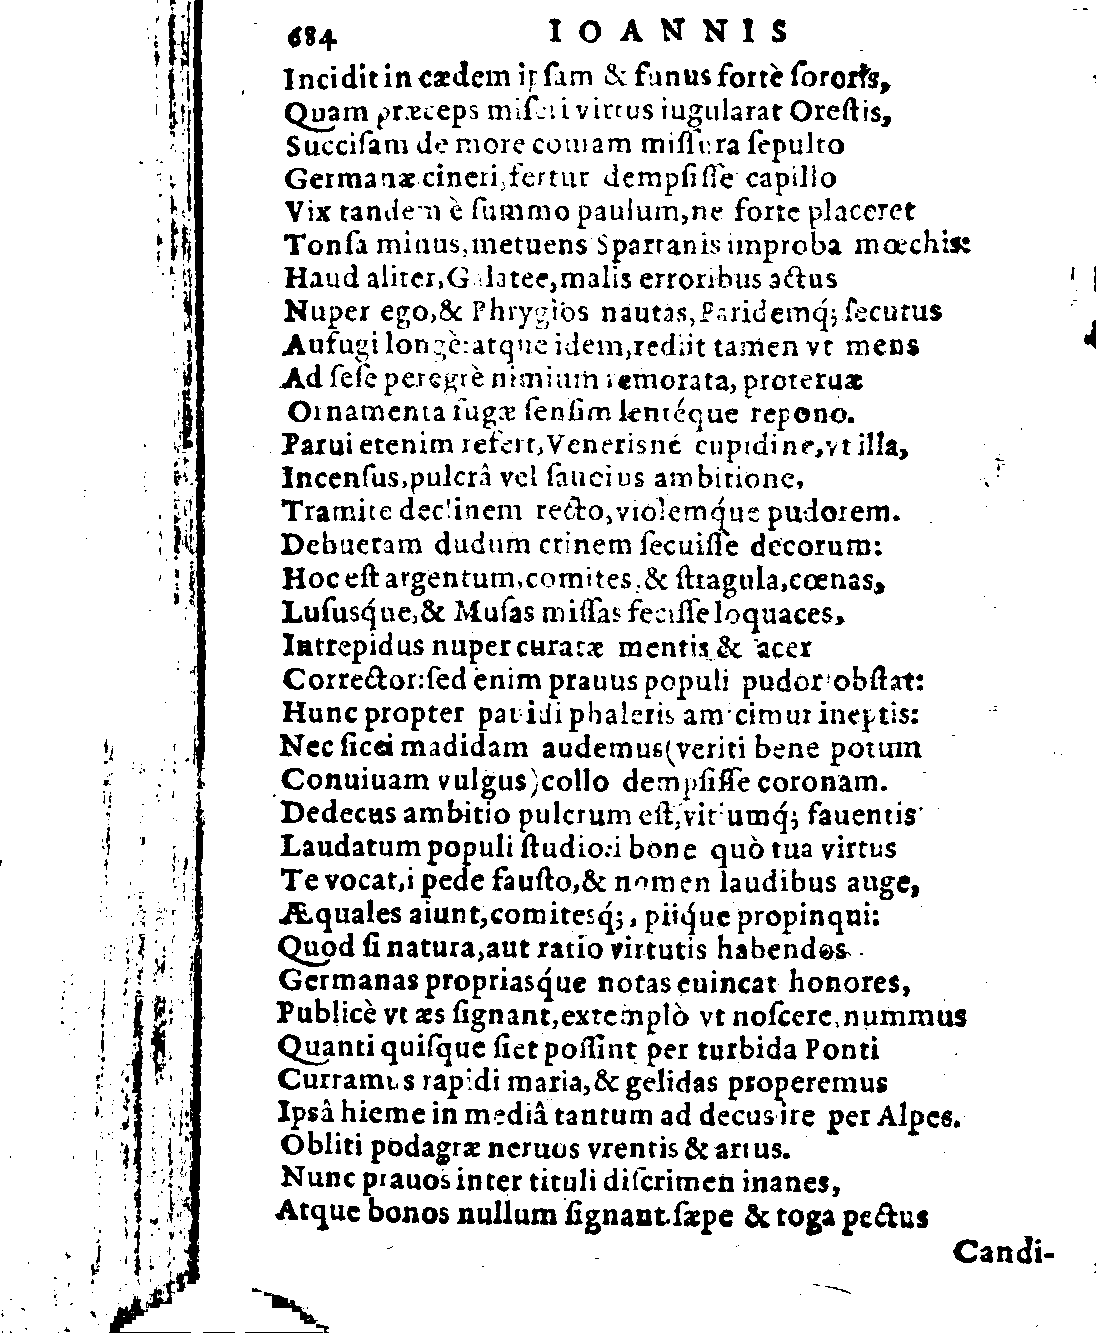 684 IOANNIS
Incidit in cædem ipſam & funus fortè ſororis,
Quam præceps miſeri virtus iugularat Oreſtis,
Succiſam de more comam miſſura ſepulto
Germanæ cineri, fertur dempſiſſe capillo
Vix tandem è ſummo paulum, ne forte placeret
Tonſa minus, metuens Spartanis improba mœchis:
Haud aliter, Galatee, malis erroribus actus
Nuper ego, & Phrygios nautas, Paridemq́; ſecutus
Aufugi longè: atque idem, rediit tamen vt mens
Ad ſeſe peregrè nimium remorata, proteruæ
Ornamenta fugæ ſenſim lentéque repono.
Parui etenim refert, Venerisné cupidine, vt illa,
Incenſus, pulcrâ vel ſaucius ambitione,
Tramite declinem recto, violemq́ue pudorem.
Debueram dudum crinem ſecuiſſe decorum:
Hoc eſt argentum, comites, & ſtragula, cœnas,
Luſusq́ue, & Muſas miſſas feciſſe loquaces,
Intrepidus nuper curatæ mentis & acer
Corrector: ſed enim prauus populi pudor obſtat:
Hunc propter pauidi phaleris amicimur ineptis:
Nec ſicci madidam audemus (veriti bene potum
Conuiuam vulgus) collo dempſiſſe coronam.
Dedecus ambitio pulcrum eſt, vitiumq́; fauentis
Laudatum populi ſtudio: i bone quò tua virtus
Te vocat, i pede fauſto, & nomen laudibus auge,
Æquales aiunt, comitesq́;, piiq́ue propinqui:
Quod ſi natura, aut ratio virtutis habendos
Germanas propriasq́ue notas euincat honores,
Publicè vt æs ſignant, extemplò vt noſcere, nummus
Quanti quiſque ſiet poſſint per turbida Ponti
Curramus rapidi maria, & gelidas properemus
Ipsâ hieme in mediâ tantum ad decus ire per Alpes.
Obliti podagræ neruos vrentis & artus.
Nunc prauos inter tituli diſcrimen inanes,
Atque bonos nullum ſignant. ſæpe & toga pectus
Candi-